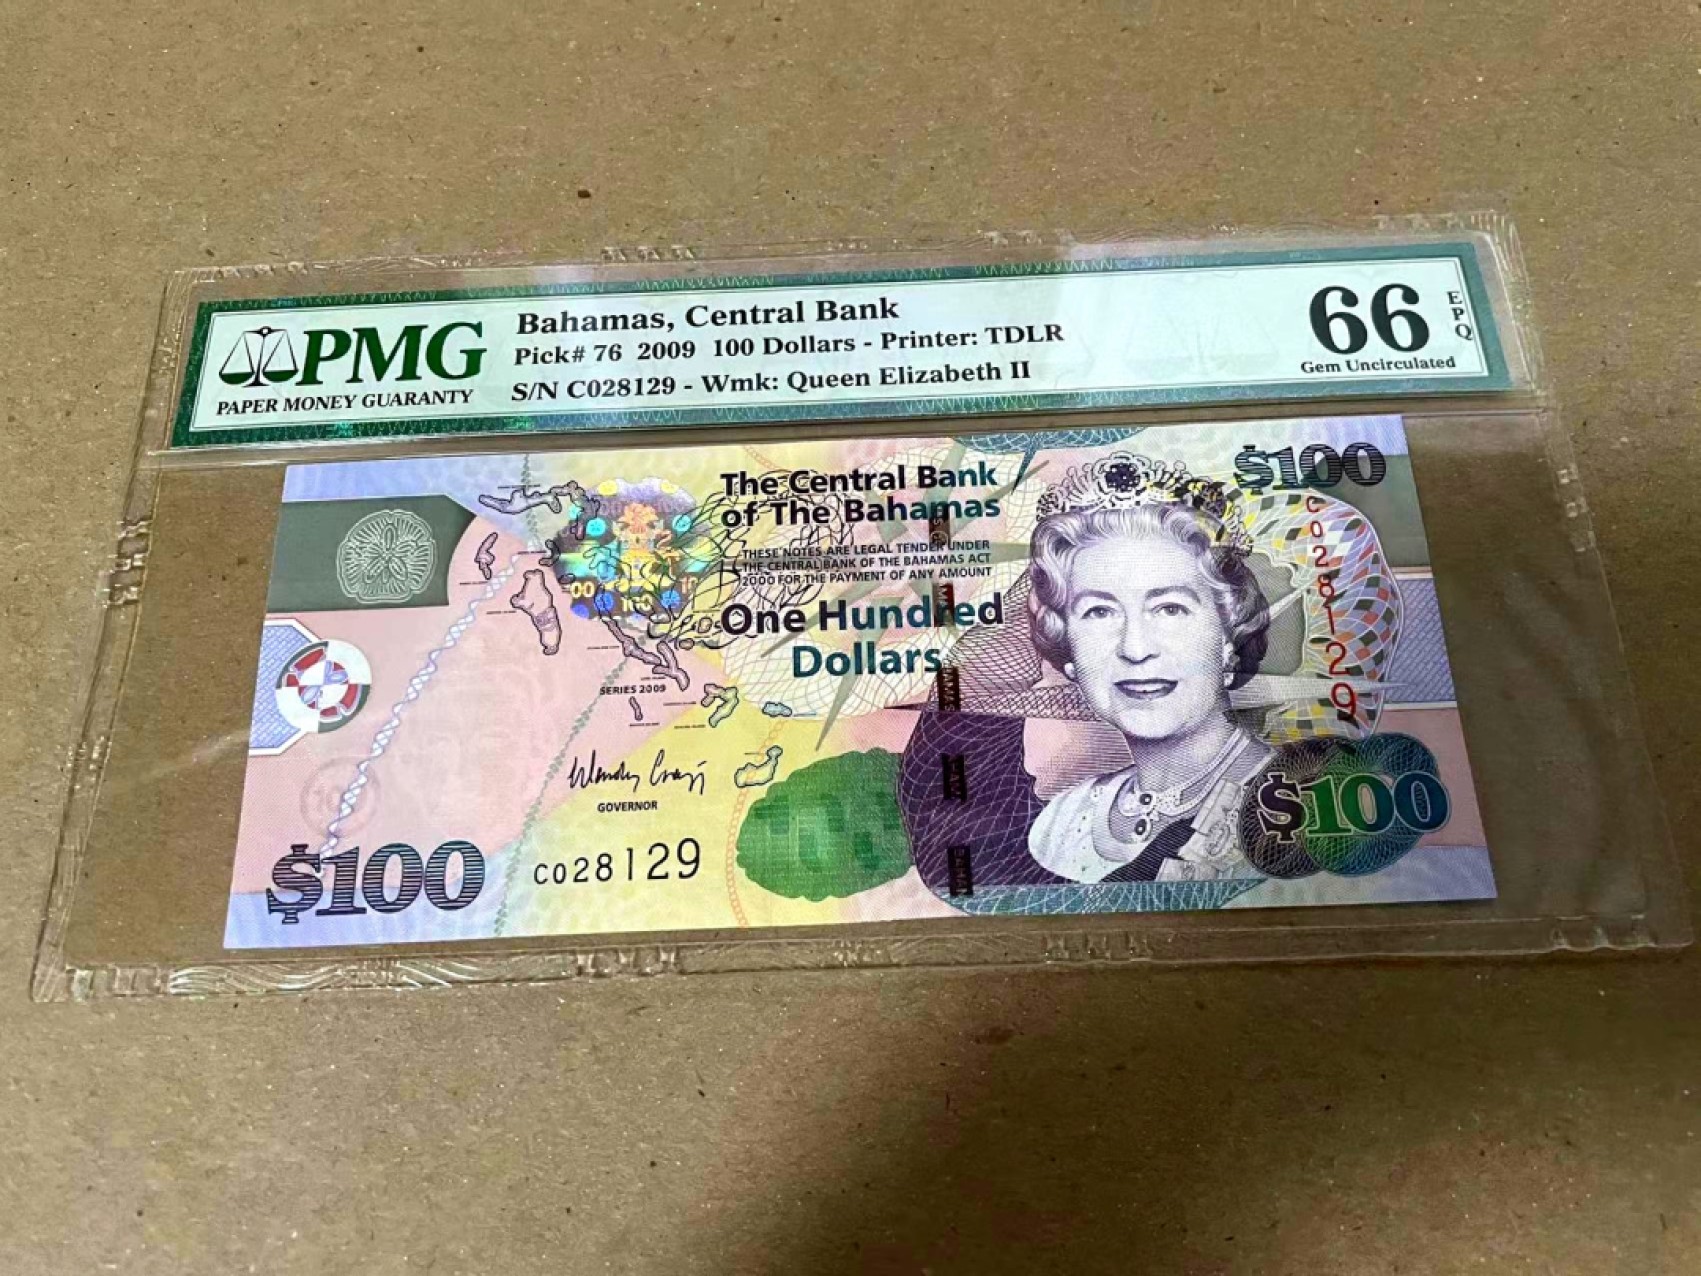 PMG
PAPER MONEY GUARANTY
Bahamas, Central Bank
Pick# 76 2009 100 Dollars - Printer: TDLR
S/N C028129 - Wmk: Queen Elizabeth II
66
EPQ
Gem Uncirculated
The Central Bank
of The Bahamas
THESE NOTES ARE LEGAL TENDER UNDER
THE CENTRAL BANK OF THE BAHAMAS ACT
2000 FOR THE PAYMENT OF ANY AMOUNT
One Hundred
Dollars
$100
C028129
SERIES 2009
Wendy Craigg
GOVERNOR
$100
C028129
$100